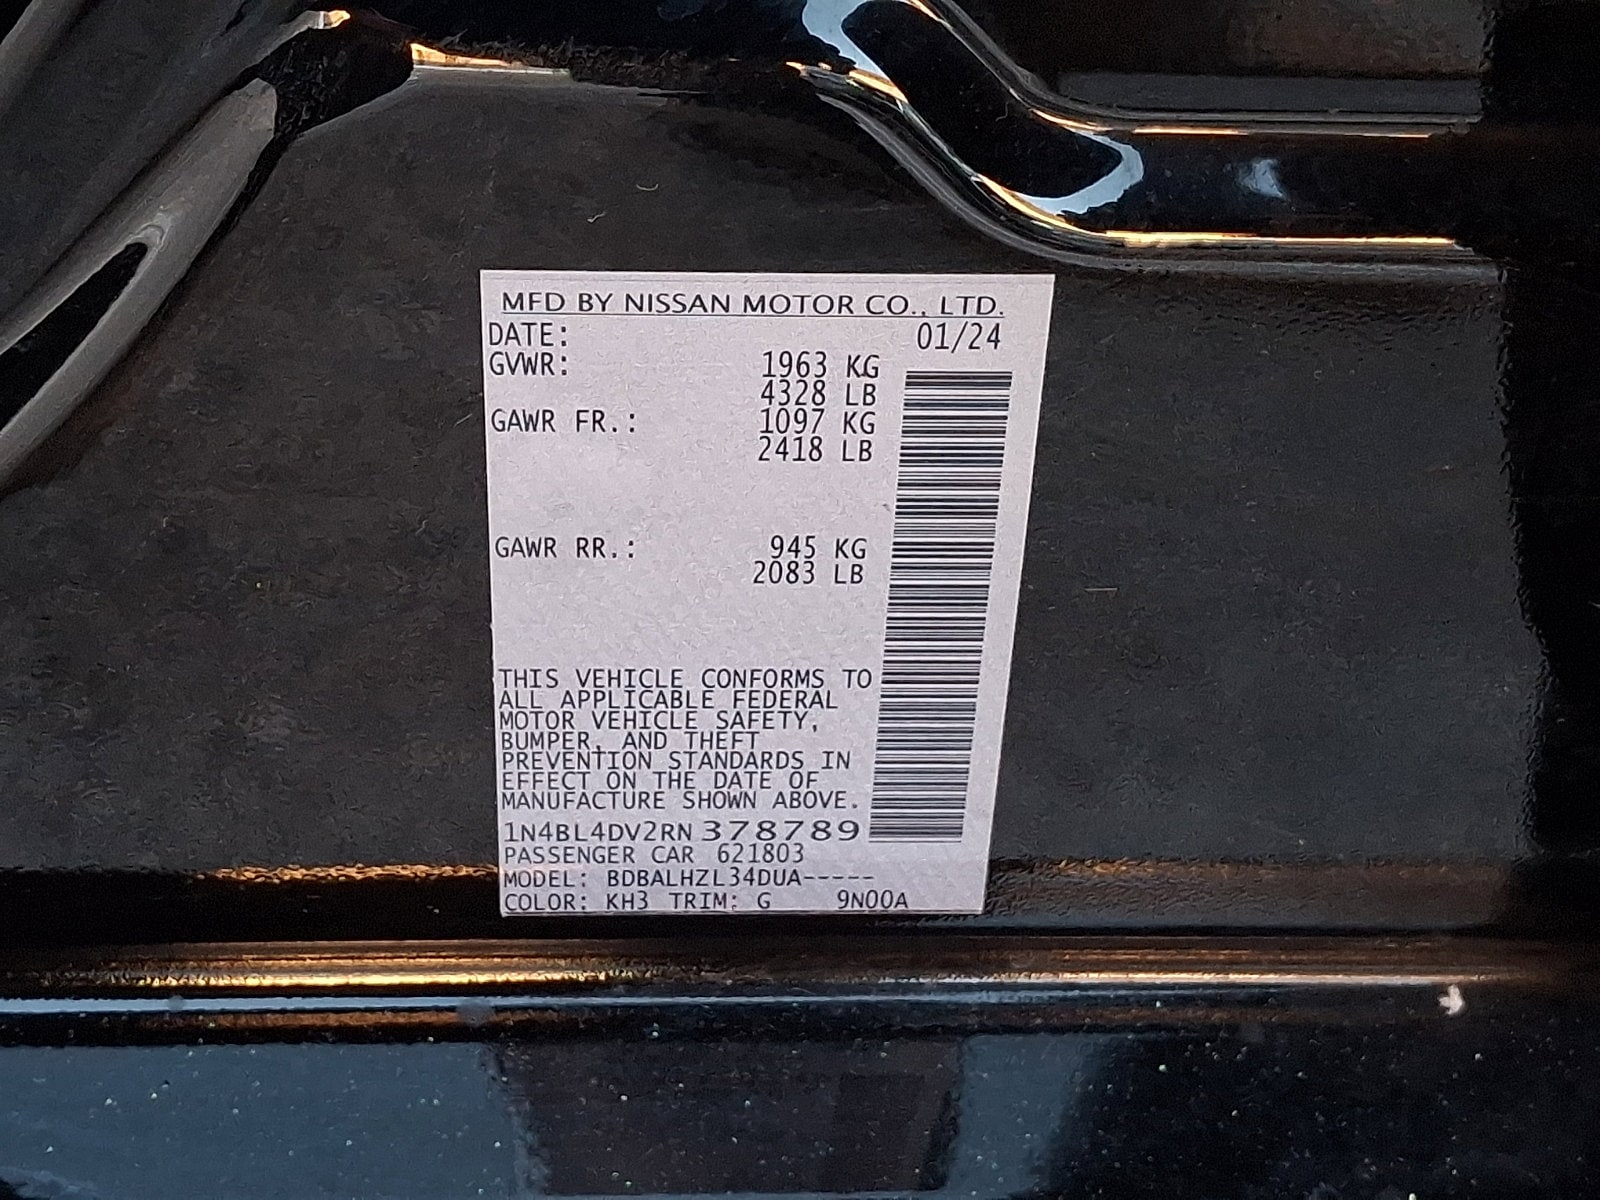 MFD BY NISSAN MOTOR CO., LTD.
DATE: 01/24
GVWR: 1963 KG
4328 LB
GAWR FR.: 1097 KG
2418 LB
GAWR RR.: 945 KG
2083 LB
THIS VEHICLE CONFORMS TO
ALL APPLICABLE FEDERAL
MOTOR VEHICLE SAFETY,
BUMPER, AND THEFT
PREVENTION STANDARDS IN
EFFECT ON THE DATE OF
MANUFACTURE SHOWN ABOVE.
1N4BL4DV2RN378789
PASSENGER CAR 621803
MODEL: BDBALHZL34DUA-----
COLOR: KH3 TRIM: G 9N00A